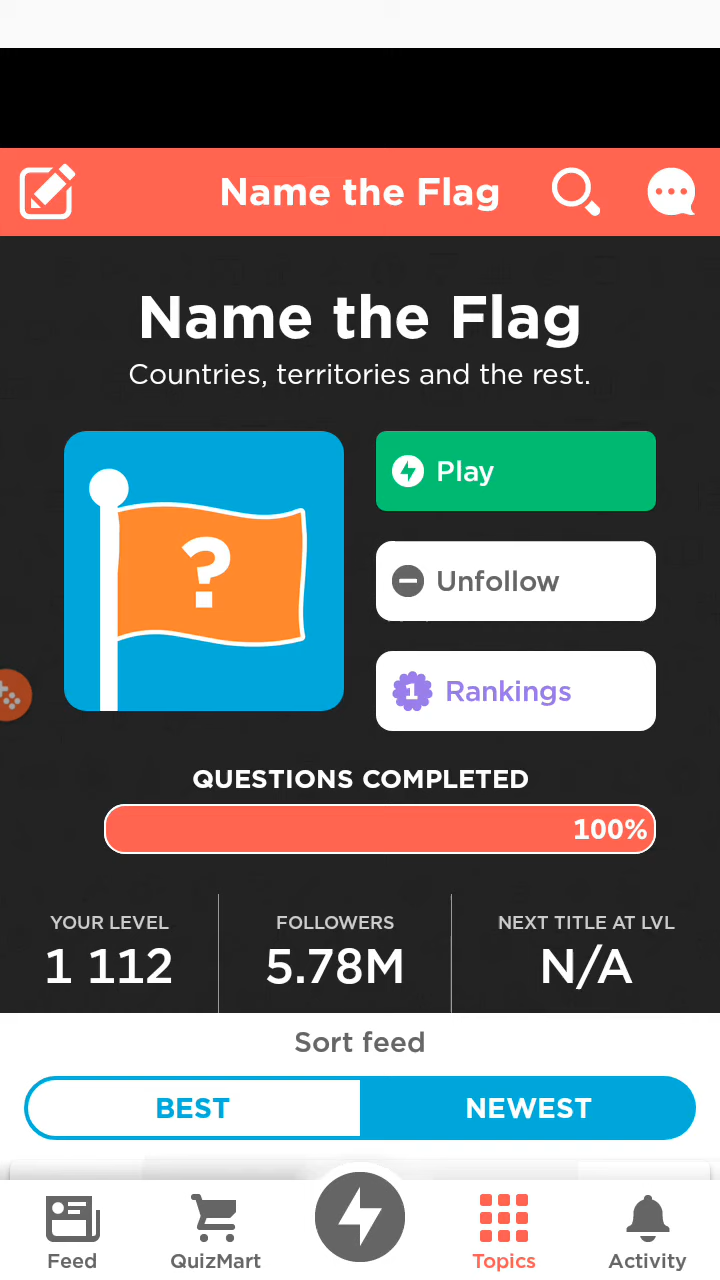 Name the Flag
Name the Flag
Countries, territories and the rest.
?
Play
Unfollow
1 Rankings
QUESTIONS COMPLETED
100%
YOUR LEVEL
1 112
FOLLOWERS
5.78M
NEXT TITLE AT LVL
N/A
Sort feed
BEST
NEWEST
Feed
QuizMart
Topics
Activity